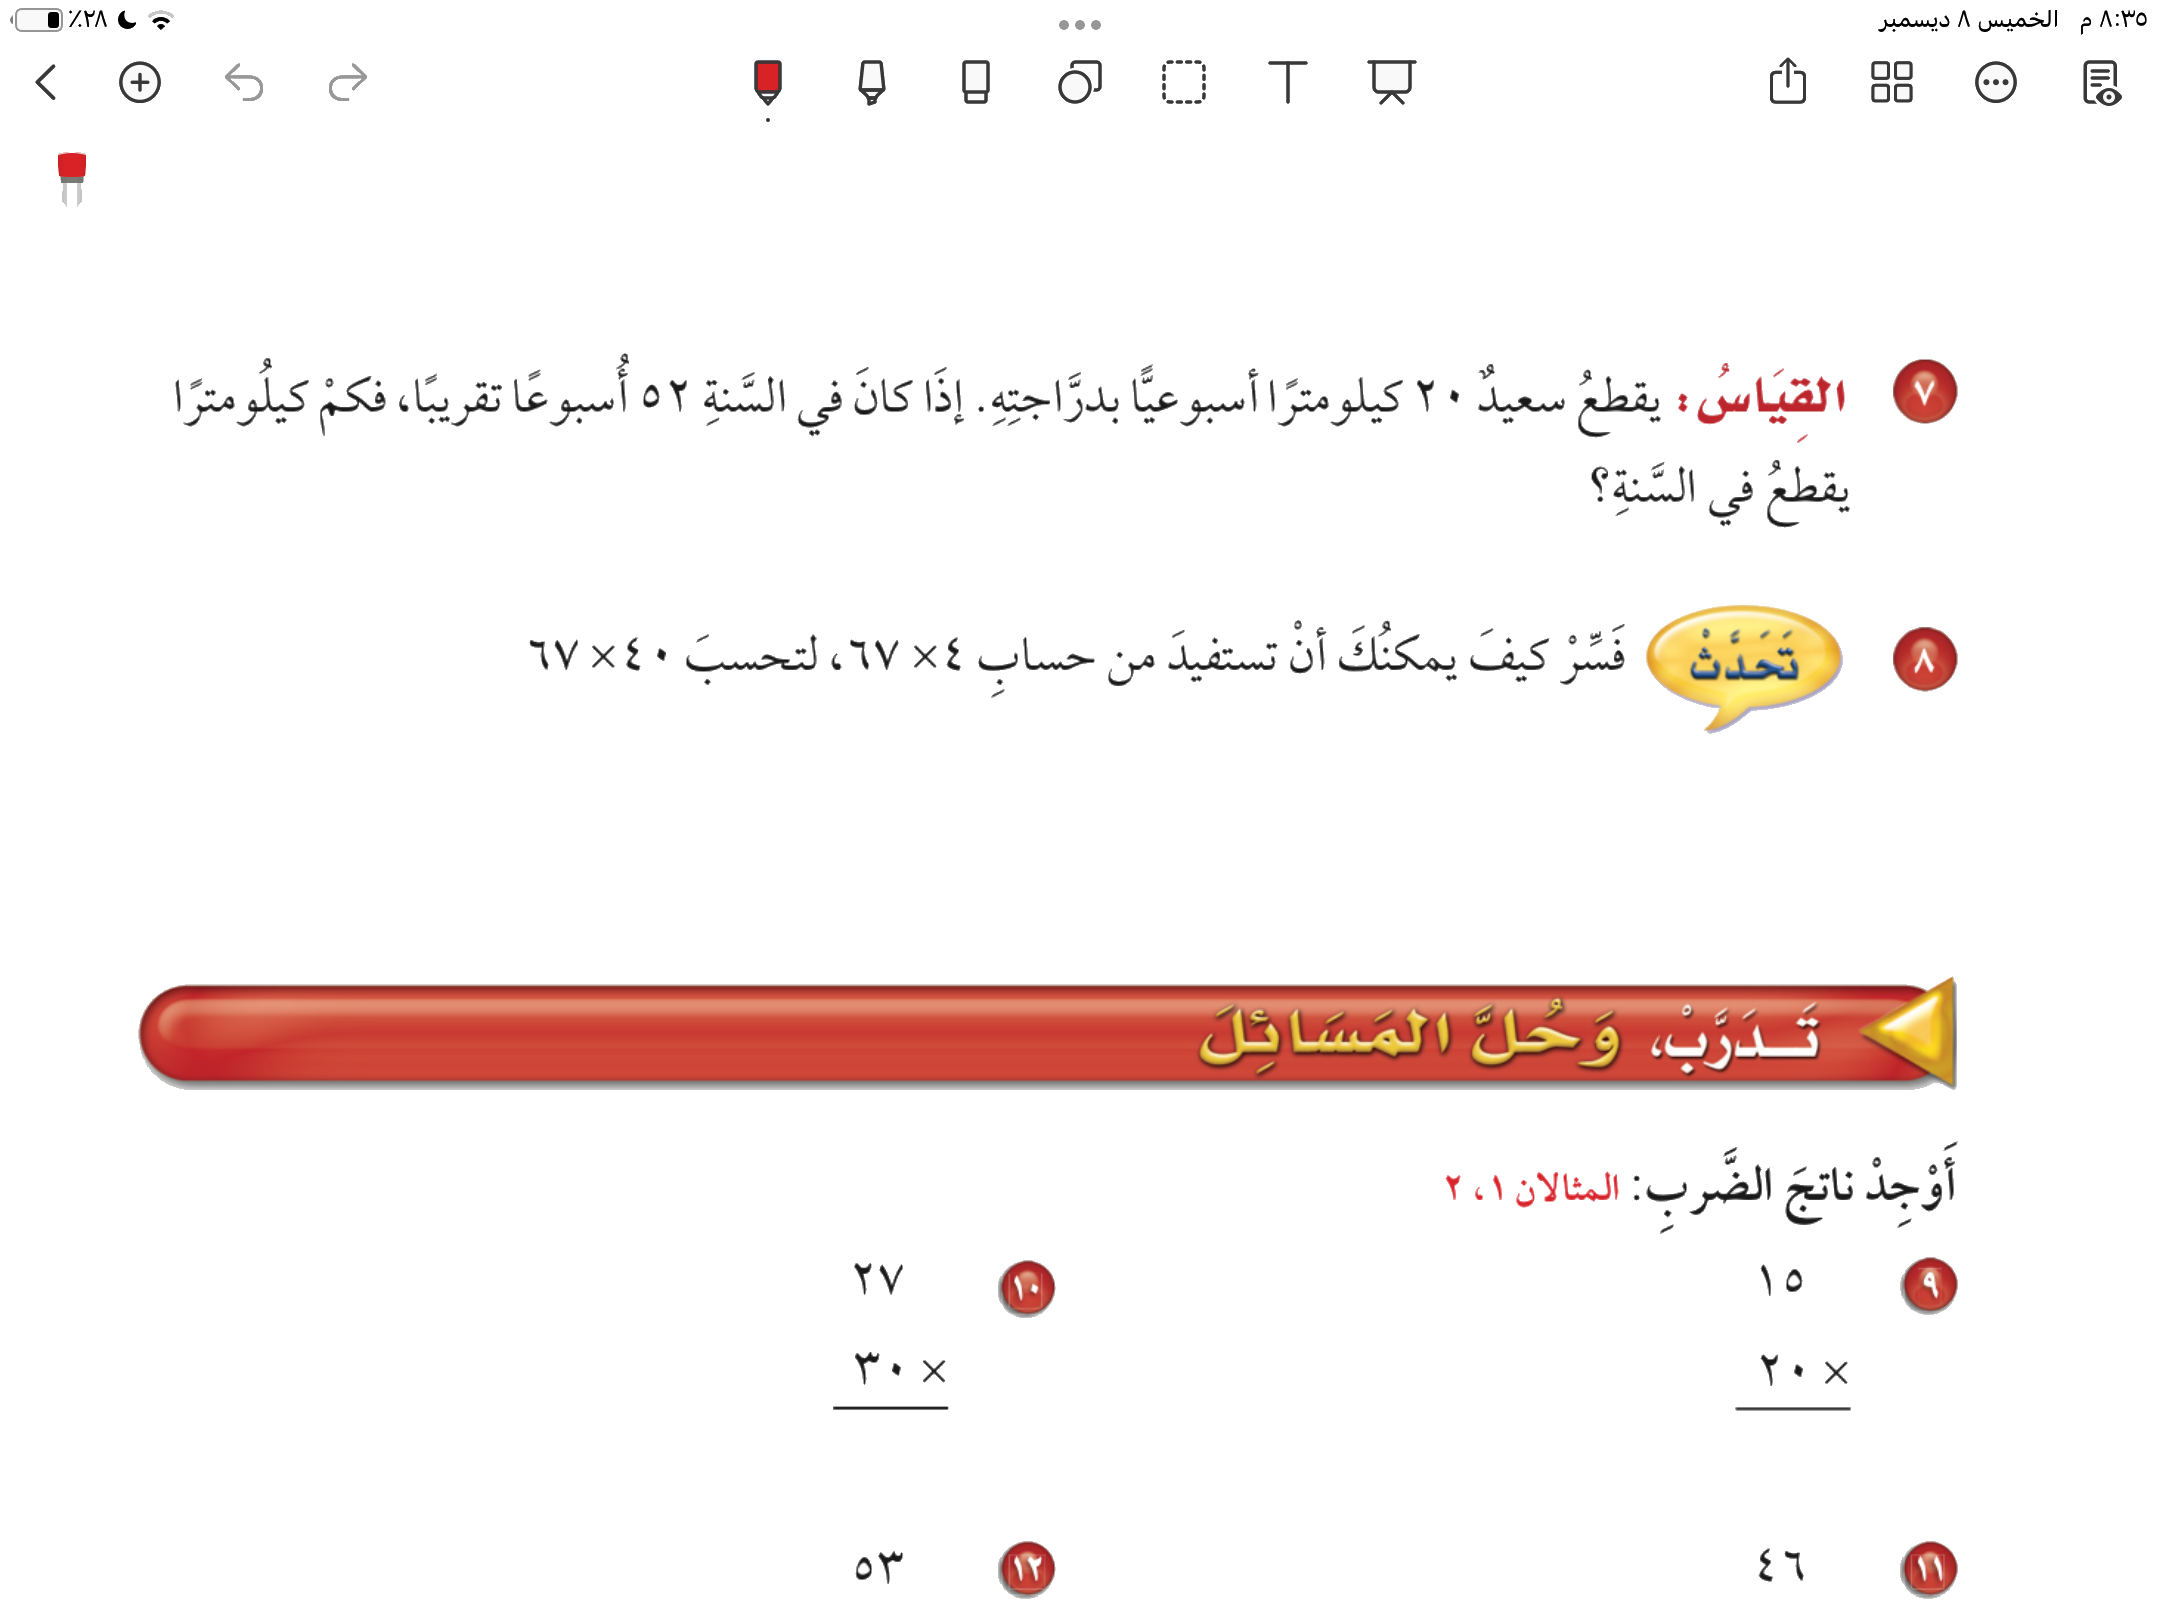 ٨:٣٥ م الخميس ٨ ديسمبر
٪٢٨
٧ القِيَاسُ: يقطعُ سعيدٌ ٢٠ كيلومترًا أسبوعيًّا بدرَّاجتِهِ. إذَا كانَ في السَّنةِ ٥٢ أُسبوعًا تقريبًا، فكمْ كيلُومترًا
يقطعُ في السَّنةِ؟
٨ تَحَدَّثْ فَسِّرْ كيفَ يمكنُكَ أنْ تستفيدَ من حسابِ ٤ × ٦٧، لتحسبَ ٤٠ × ٦٧
تَـدَرَّبْ، وَحُلَّ المَسَائِلَ
أَوْجِدْ ناتجَ الضَّربِ: المثالان ١، ٢
٩ ١٥
× ٢٠
١٠ ٢٧
× ٣٠
١١ ٤٦
١٢ ٥٣